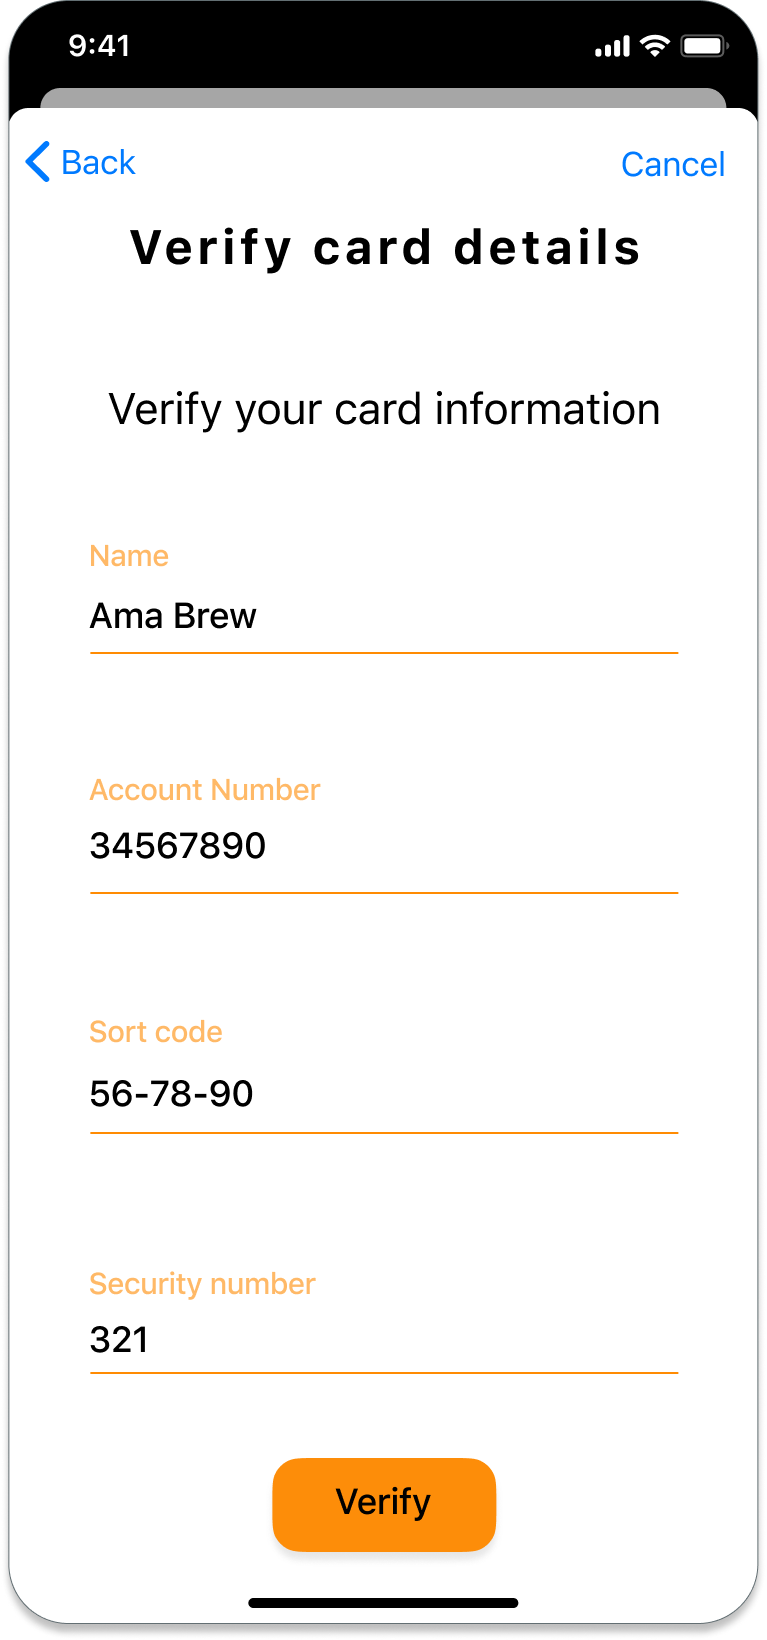 9:41
Back
Cancel
Verify card details
Verify your card information
Name
Ama Brew
Account Number
34567890
Sort code
56-78-90
Security number
321
Verify